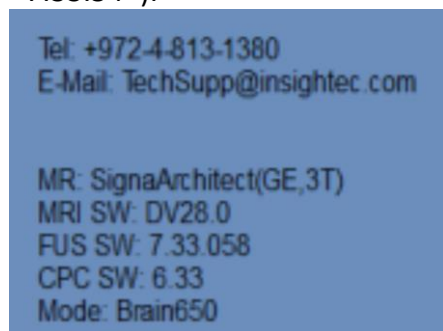 Tel: +972-4-813-1380
E-Mail: TechSupp@insightec.com
MR: SignaArchitect(GE,3T)
MRI SW: DV28.0
FUS SW: 7.33.058
CPC SW: 6.33
Mode: Brain650